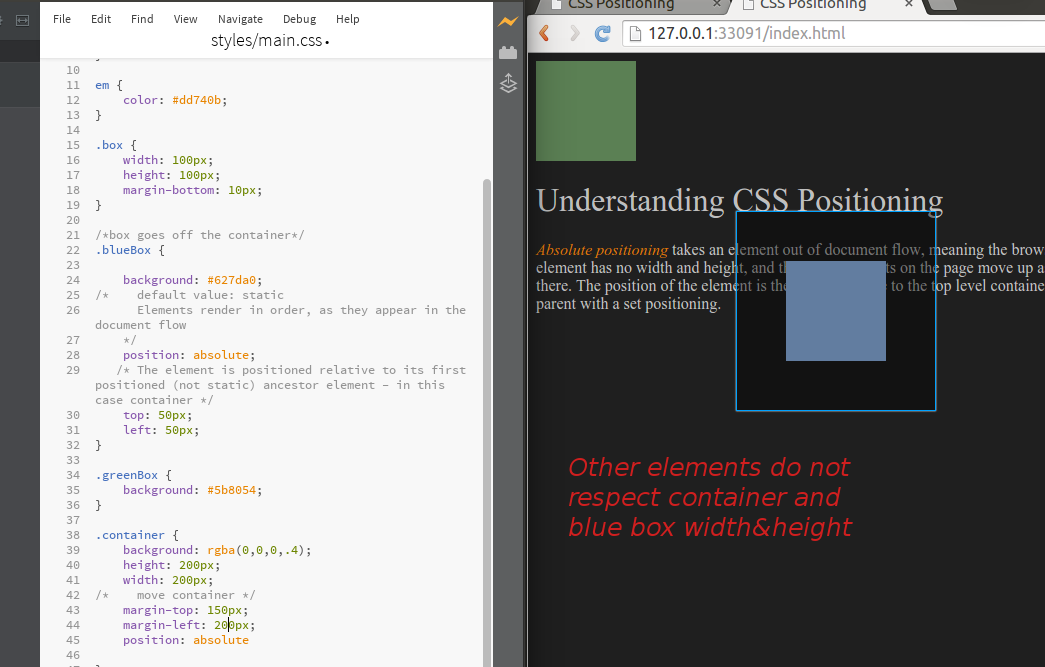 File Edit Find View Navigate Debug Help
styles/main.css •
10
11 em {
12 color: #dd740b;
13 }
14
15 .box {
16 width: 100px;
17 height: 100px;
18 margin-bottom: 10px;
19 }
20
21 /*box goes off the container*/
22 .blueBox {
23
24 background: #627da0;
25 /* default value: static
26 Elements render in order, as they appear in the
document flow
27 */
28 position: absolute;
29 /* The element is positioned relative to its first
positioned (not static) ancestor element – in this
case container */
30 top: 50px;
31 left: 50px;
32 }
33
34 .greenBox {
35 background: #5b8054;
36 }
37
38 .container {
39 background: rgba(0,0,0,.4);
40 height: 200px;
41 width: 200px;
42 /* move container */
43 margin-top: 150px;
44 margin-left: 200px;
45 position: absolute
46
CSS Positioning × CSS Positioning ×
127.0.0.1:33091/index.html
Understanding CSS Positioning
Absolute positioning takes an element out of document flow, meaning the brow
element has no width and height, and th ts on the page move up a
there. The position of the element is the to the top level containe
parent with a set positioning.
Other elements do not
respect container and
blue box width&height